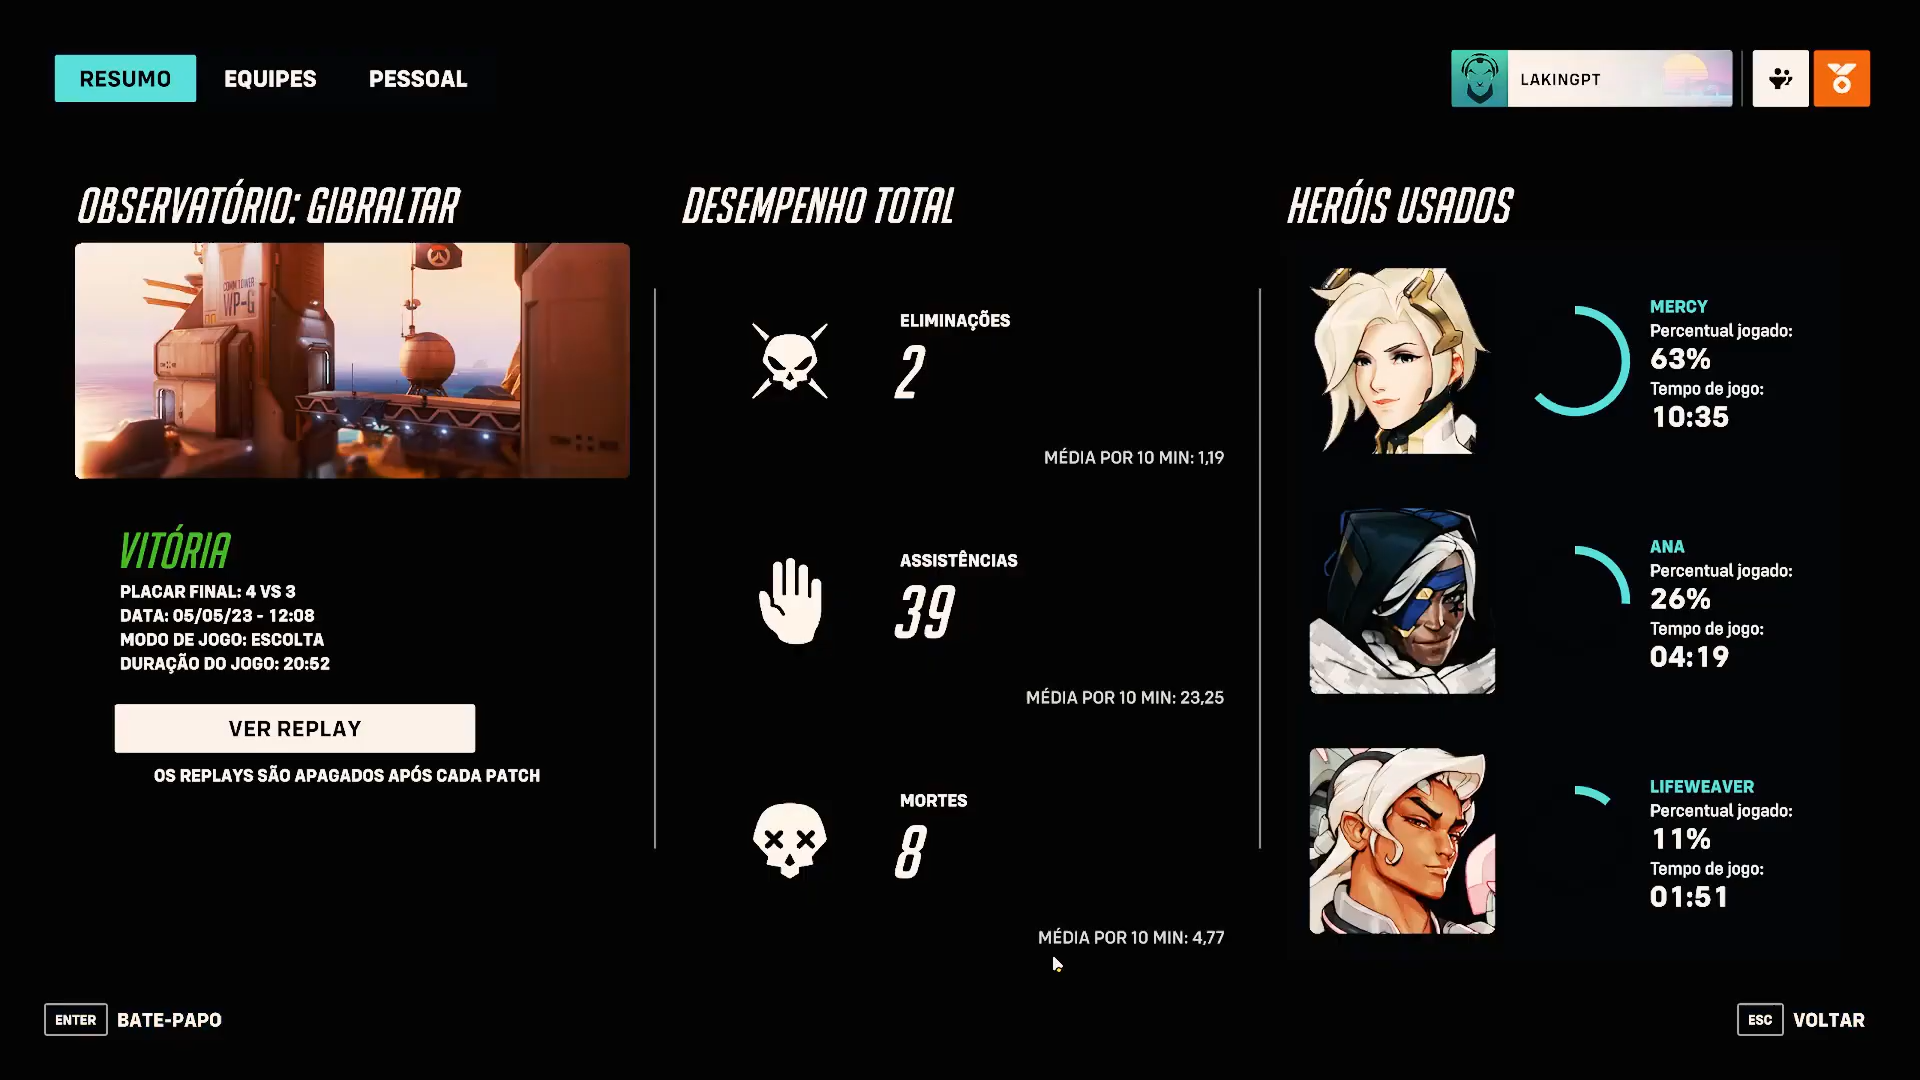 RESUMO
EQUIPES
PESSOAL
LAKINGPT
OBSERVATÓRIO: GIBRALTAR
COMM TOWER
WP-G
VITÓRIA
PLACAR FINAL: 4 VS 3
DATA: 05/05/23 - 12:08
MODO DE JOGO: ESCOLTA
DURAÇÃO DO JOGO: 20:52
VER REPLAY
OS REPLAYS SÃO APAGADOS APÓS CADA PATCH
DESEMPENHO TOTAL
ELIMINAÇÕES
2
MÉDIA POR 10 MIN: 1,19
ASSISTÊNCIAS
39
MÉDIA POR 10 MIN: 23,25
MORTES
8
MÉDIA POR 10 MIN: 4,77
HERÓIS USADOS
MERCY
Percentual jogado:
63%
Tempo de jogo:
10:35
ANA
Percentual jogado:
26%
Tempo de jogo:
04:19
LIFEWEAVER
Percentual jogado:
11%
Tempo de jogo:
01:51
ENTER BATE-PAPO
ESC VOLTAR